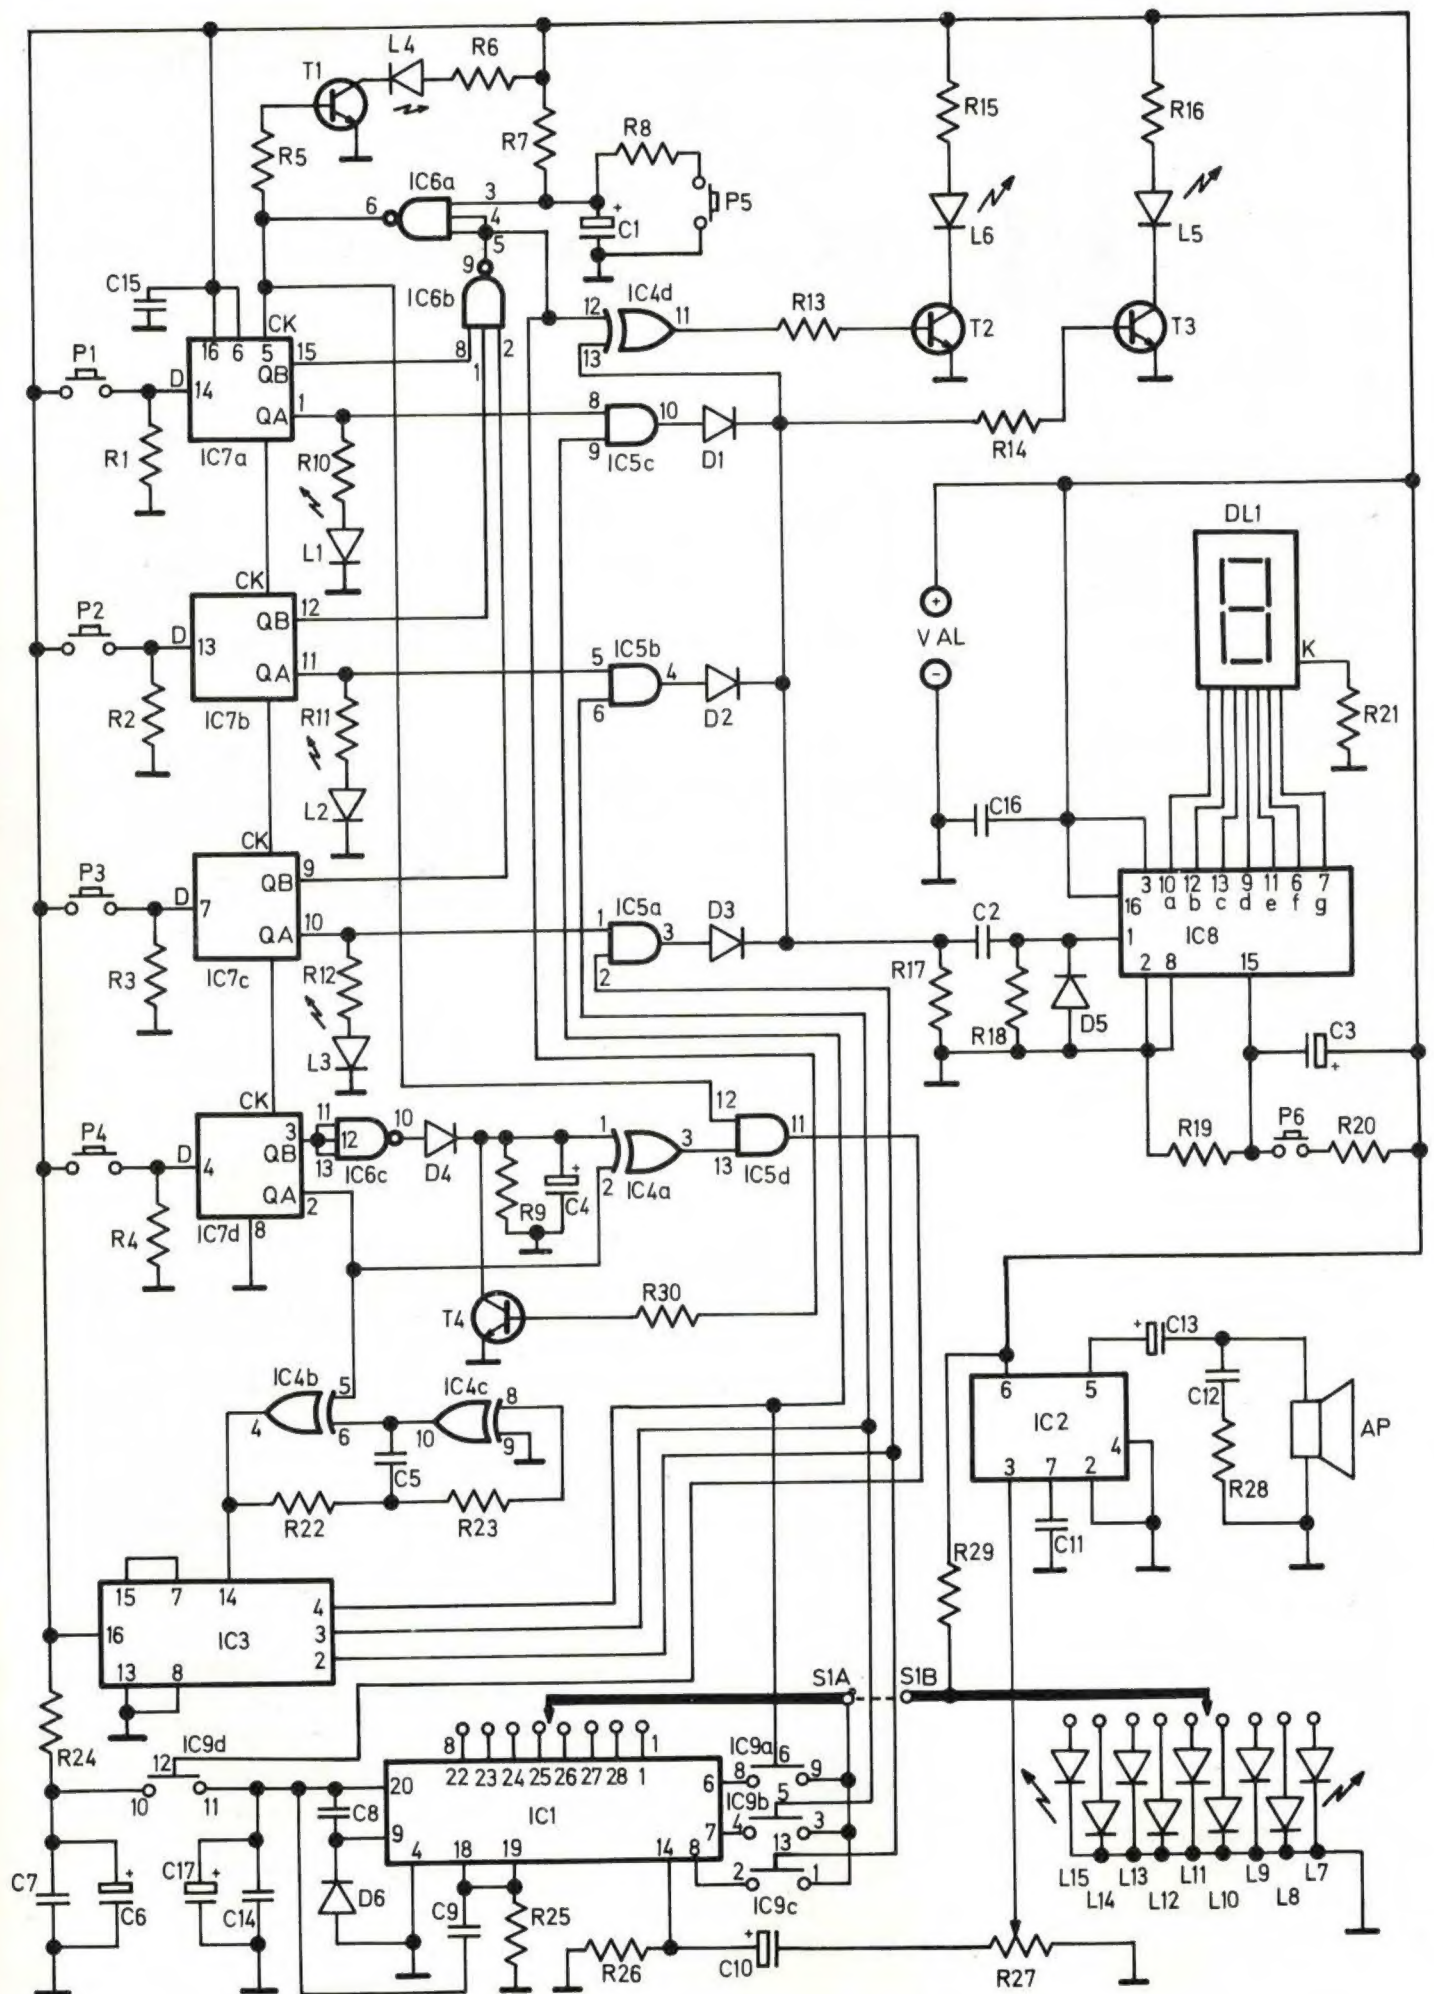 L4
R6
T1
R15
R16
R5
R7
R8
IC6a
3
6
4
5
P5
C1
L6
L5
9
IC6b
C15
IC4d
12
11
13
R13
T2
T3
CK
16
6
5
15
8
1
2
P1
D
14
QB
QA
1
8
10
9
IC5c
D1
R14
R1
IC7a
R10
L1
DL1
K
R21
CK
P2
D
13
QB
12
QA
11
IC5b
5
4
6
D2
+
V AL
−
R2
IC7b
R11
L2
C16
CK
P3
D
7
QB
9
QA
10
IC5a
1
3
2
D3
C2
3
10
12
13
9
11
6
7
16
a
b
c
d
e
f
g
1
IC8
2
8
15
R3
IC7c
R12
L3
R17
R18
D5
C3
+
CK
P4
D
4
3
QB
QA
2
11
12
13
10
IC6c
D4
1
3
2
IC4a
12
11
13
IC5d
R19
P6
R20
R4
IC7d
8
R9
+
C4
T4
R30
IC4b
5
4
6
IC4c
8
10
9
C5
R22
R23
+
C13
6
5
IC2
4
3
7
2
C12
R28
AP
C11
R29
15
7
14
4
16
IC3
3
2
13
8
S1A
S1B
R24
IC9d
12
10
11
8
1
22
23
24
25
26
27
28
1
20
IC1
6
9
7
4
18
19
14
8
IC9a
6
8
9
5
IC9b
4
3
13
2
1
IC9c
C8
D6
C7
+
C6
C17
+
C14
C9
R25
R26
+
C10
R27
L15
L14
L13
L12
L11
L10
L9
L8
L7